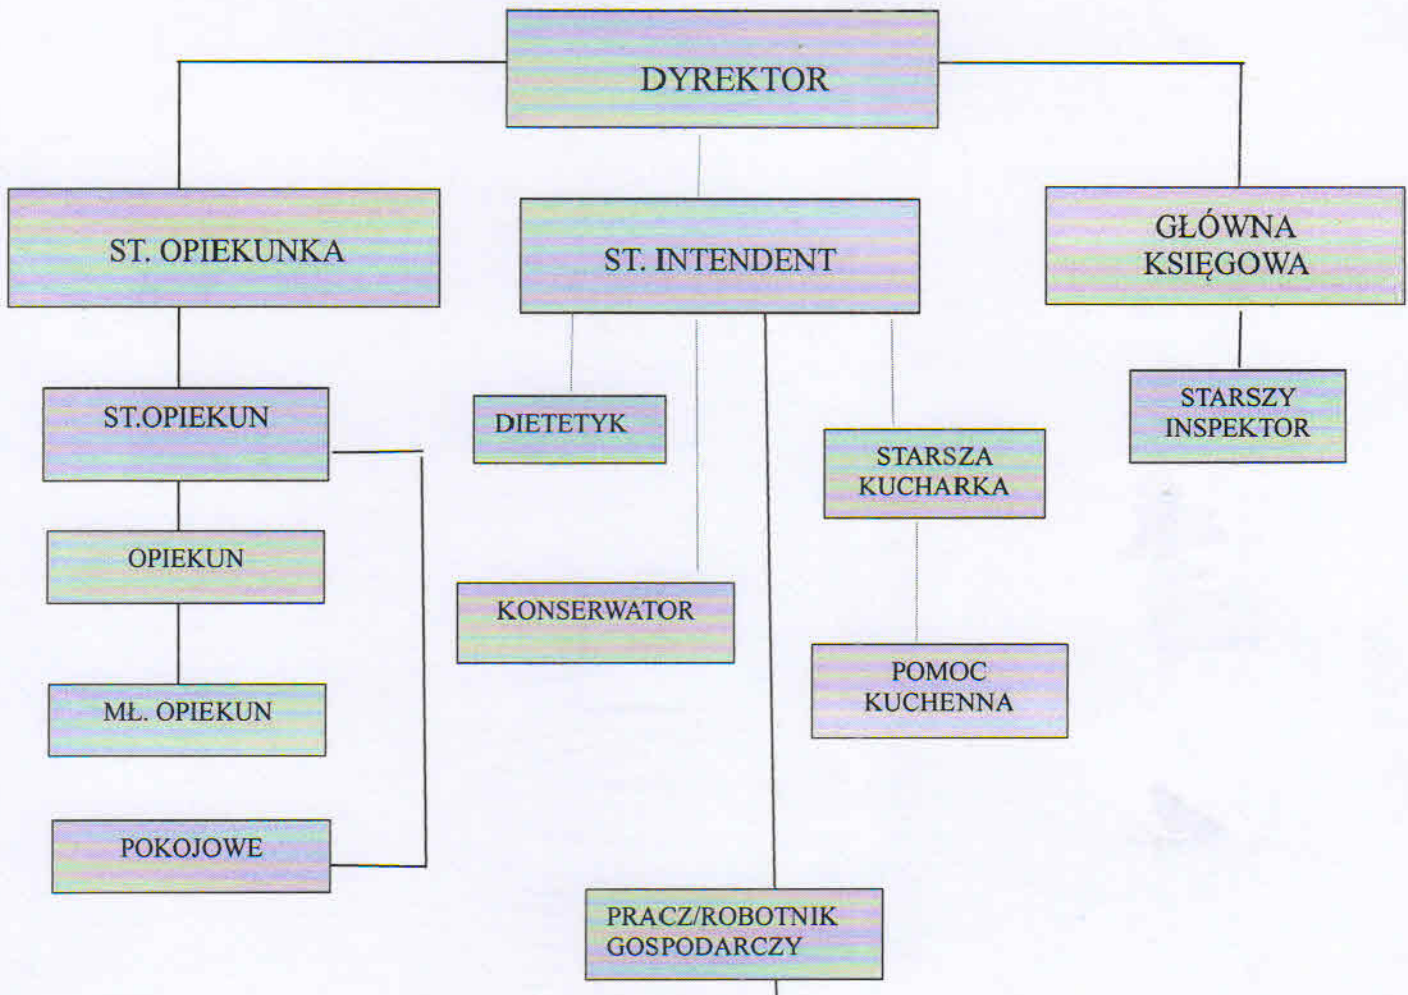 DYREKTOR
ST. OPIEKUNKA
ST. INTENDENT
GŁÓWNA
KSIĘGOWA
ST.OPIEKUN
DIETETYK
STARSZA
KUCHARKA
STARSZY
INSPEKTOR
OPIEKUN
KONSERWATOR
MŁ. OPIEKUN
POMOC
KUCHENNA
POKOJOWE
PRACZ/ROBOTNIK
GOSPODARCZY